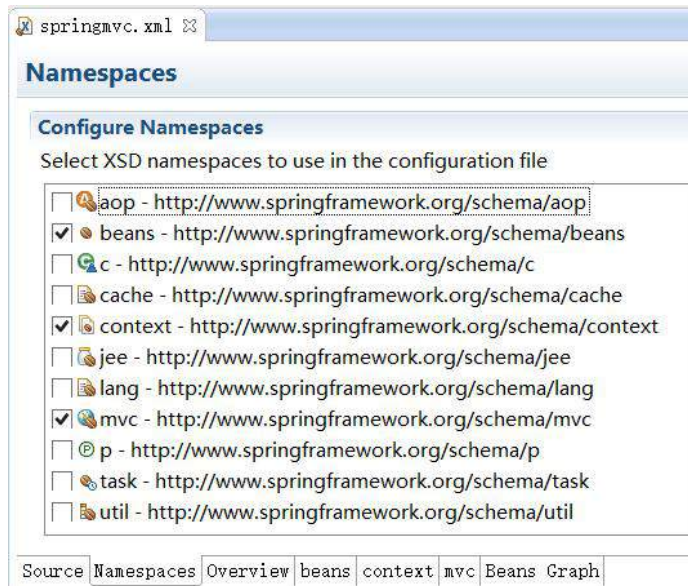 springmvc.xml
Namespaces
Configure Namespaces
Select XSD namespaces to use in the configuration file
aop - http://www.springframework.org/schema/aop
beans - http://www.springframework.org/schema/beans
c - http://www.springframework.org/schema/c
cache - http://www.springframework.org/schema/cache
context - http://www.springframework.org/schema/context
jee - http://www.springframework.org/schema/jee
lang - http://www.springframework.org/schema/lang
mvc - http://www.springframework.org/schema/mvc
p - http://www.springframework.org/schema/p
task - http://www.springframework.org/schema/task
util - http://www.springframework.org/schema/util
Source Namespaces Overview beans context mvc Beans Graph